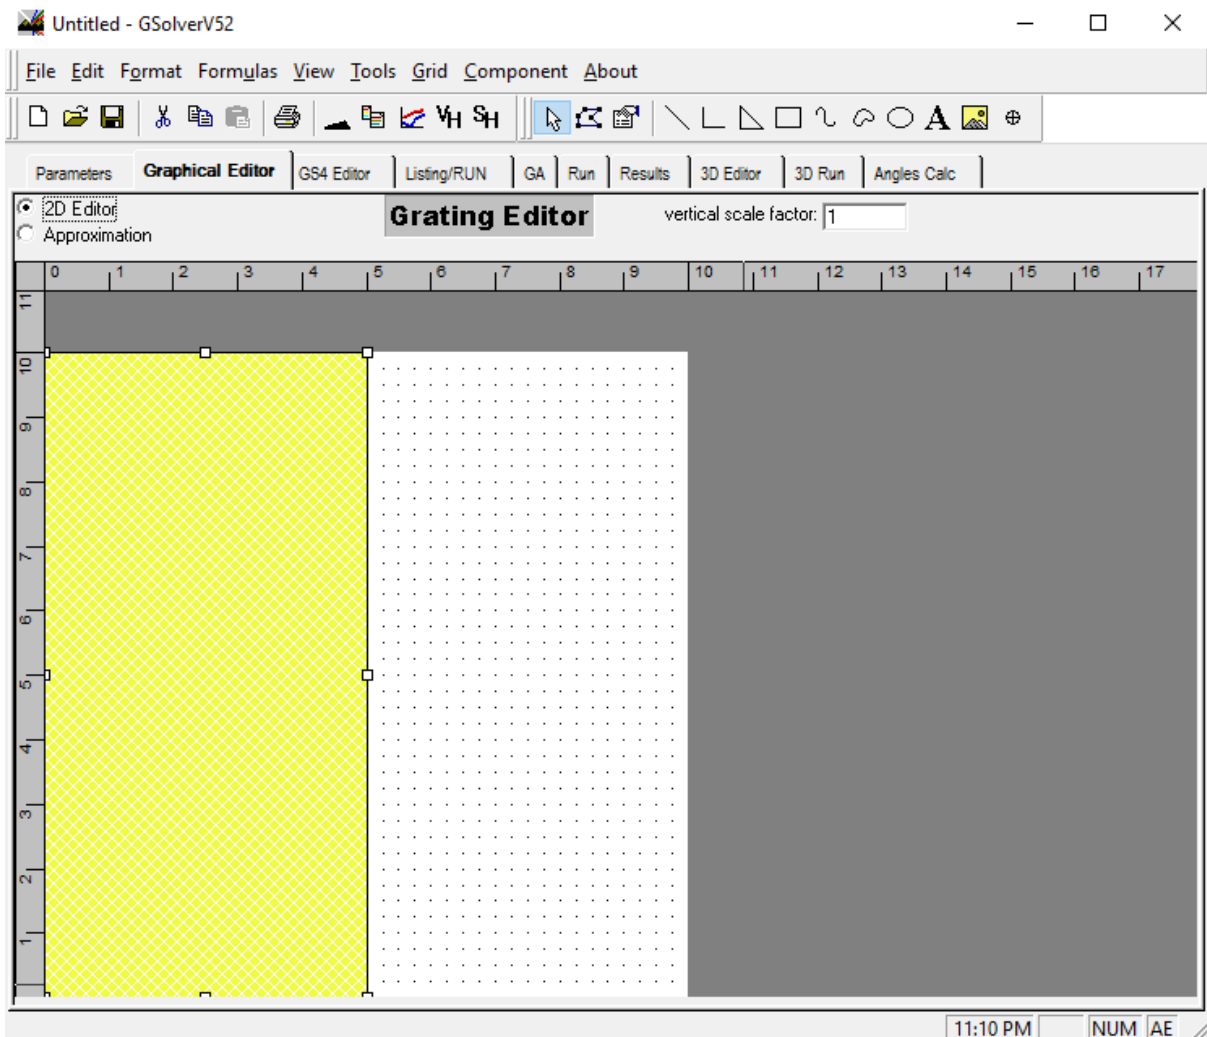 Untitled - GSolverV52
File Edit Format Formulas View Tools Grid Component About
VH SH A
Parameters Graphical Editor GS4 Editor Listing/RUN GA Run Results 3D Editor 3D Run Angles Calc
2D Editor Grating Editor vertical scale factor: 1
Approximation
0 1 2 3 4 5 6 7 8 9 10 11 12 13 14 15 16 17
11
10
9
8
7
6
5
4
3
2
1
11:10 PM NUM AE